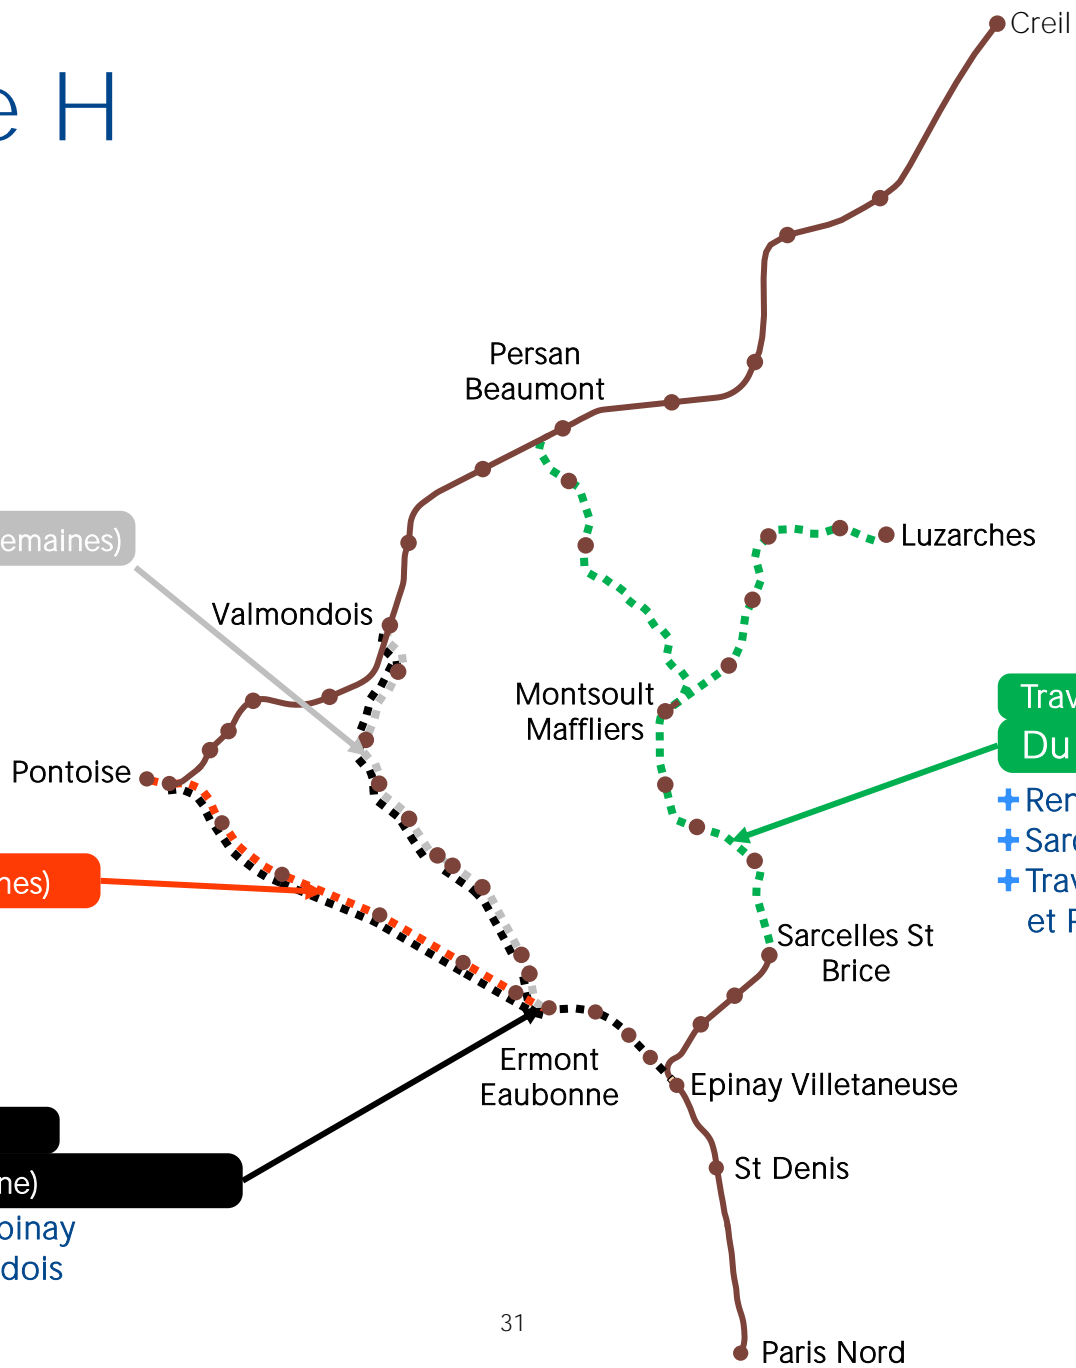 e H
Creil
Persan
Beaumont
emaines)
Luzarches
Valmondois
Montsoult
Maffliers
Trav
Du
Pontoise
Ren
Sar
Trav
et
nes)
Sarcelles St
Brice
Ermont
Eaubonne
Epinay Villetaneuse
St Denis
ne)
pinay
dois
31
Paris Nord